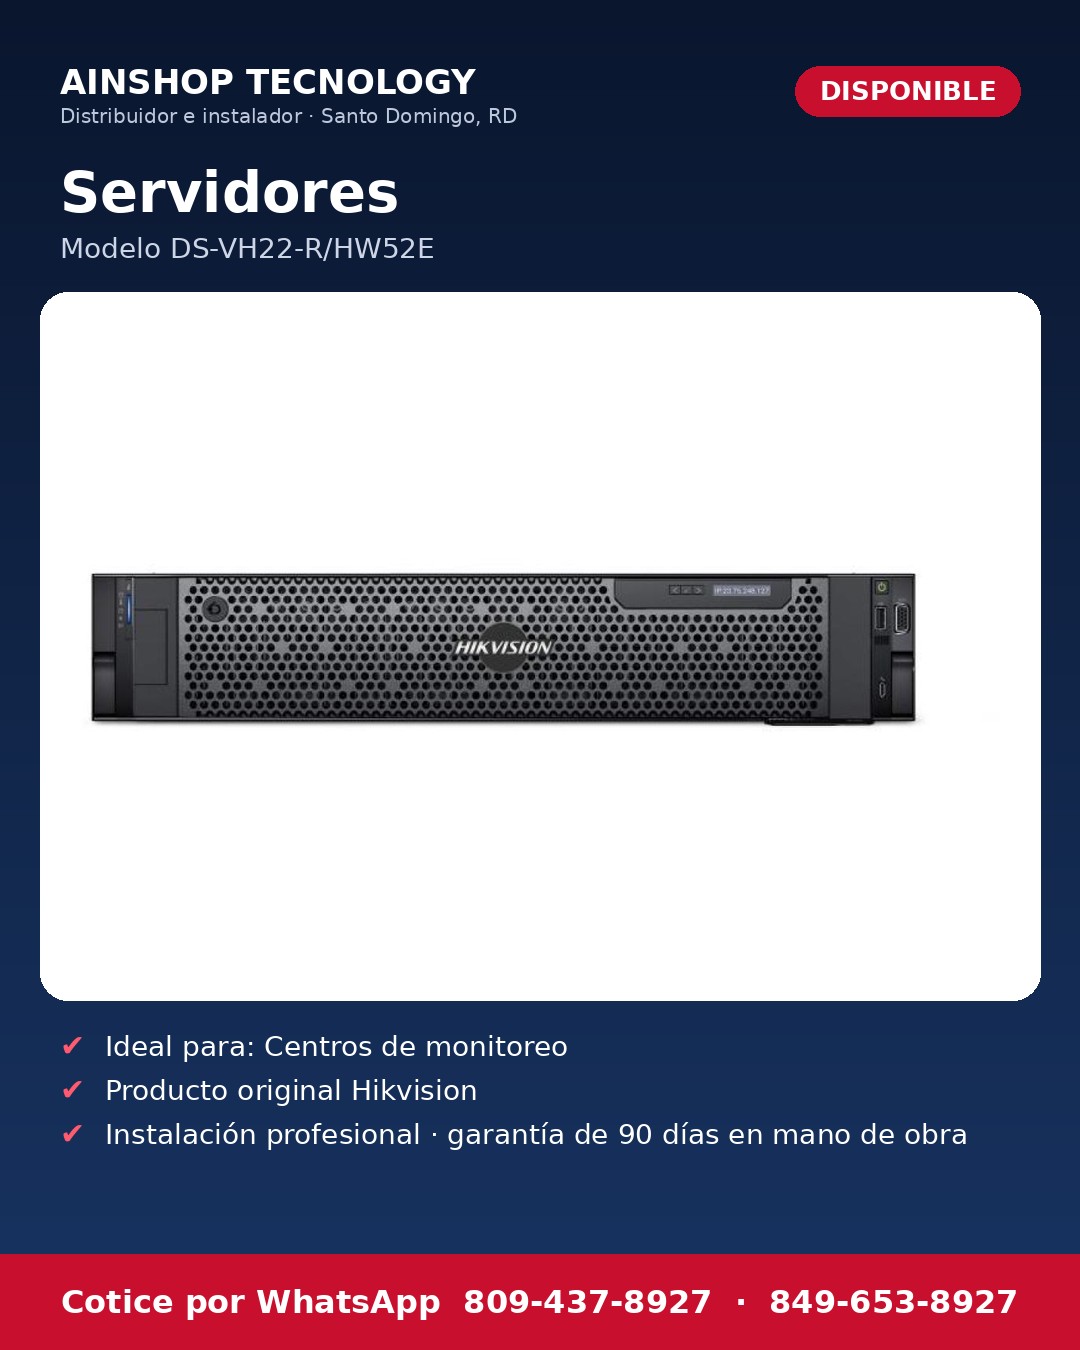 AINSHOP TECNOLOGY
DISPONIBLE
Distribuidor e instalador · Santo Domingo, RD
Servidores
Modelo DS-VH22-R/HW52E
HIKVISION
✔ Ideal para: Centros de monitoreo
✔ Producto original Hikvision
✔ Instalación profesional · garantía de 90 días en mano de obra
Cotice por WhatsApp 809-437-8927 · 849-653-8927